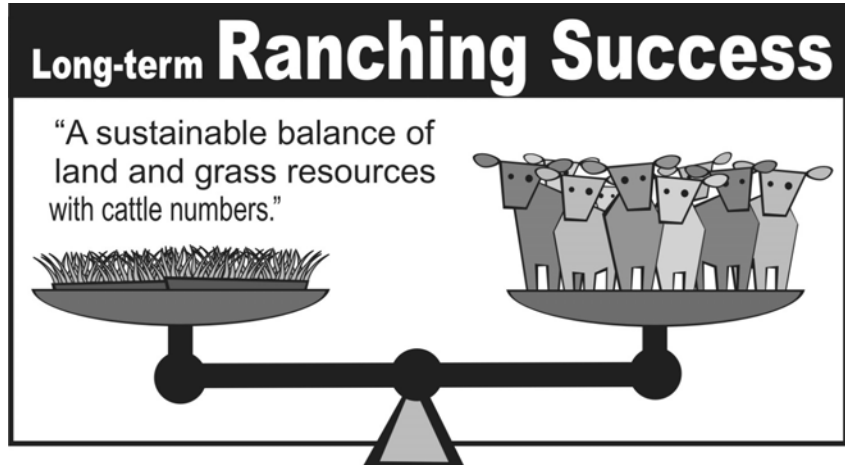 Long-term Ranching Success
“A sustainable balance of
land and grass resources
with cattle numbers.”